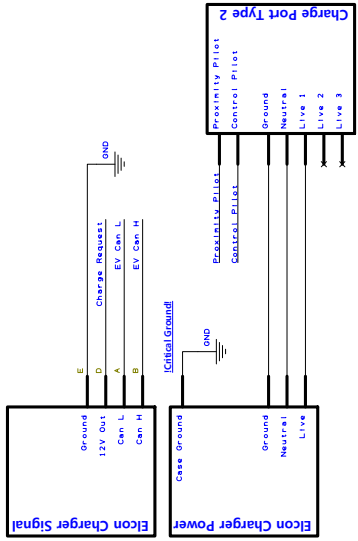 Charge Port Type 2
Proximity Pilot
Control Pilot
Ground
Neutral
Live 1
Live 2
Live 3
Proximity Pilot
Control Pilot
GND
Charge Request
EV Can L
EV Can H
E
D
A
B
Ground
12V Out
Can L
Can H
Elcon Charger Signal
!Critical Ground!
GND
Case Ground
Ground
Neutral
Live
Elcon Charger Power